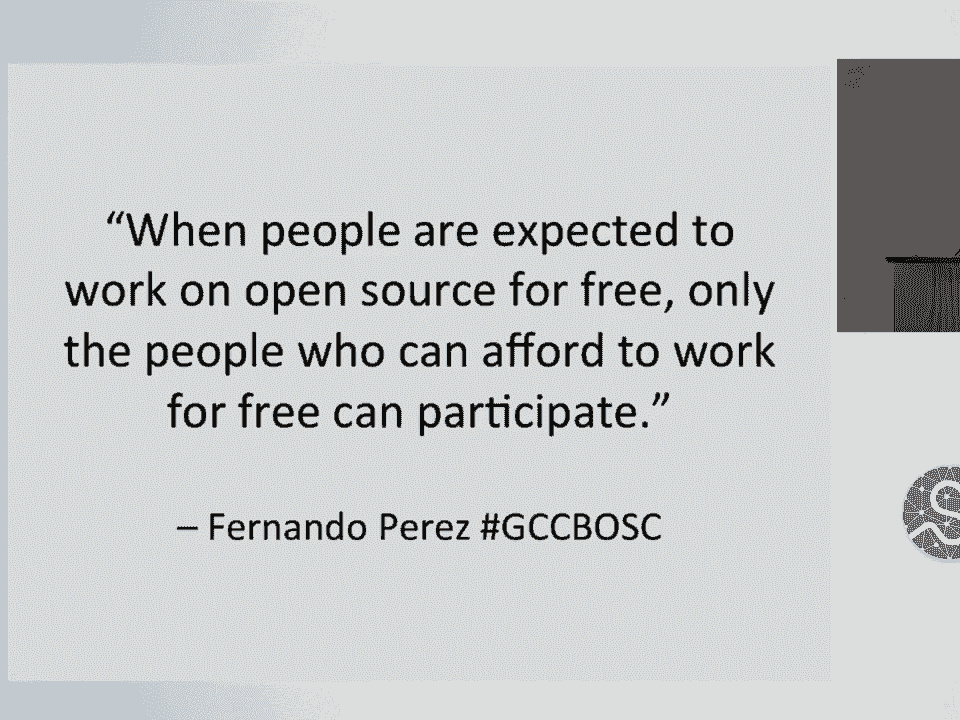 “When people are expected to
work on open source for free, only
the people who can afford to work
for free can participate.”
– Fernando Perez #GCCBOSC